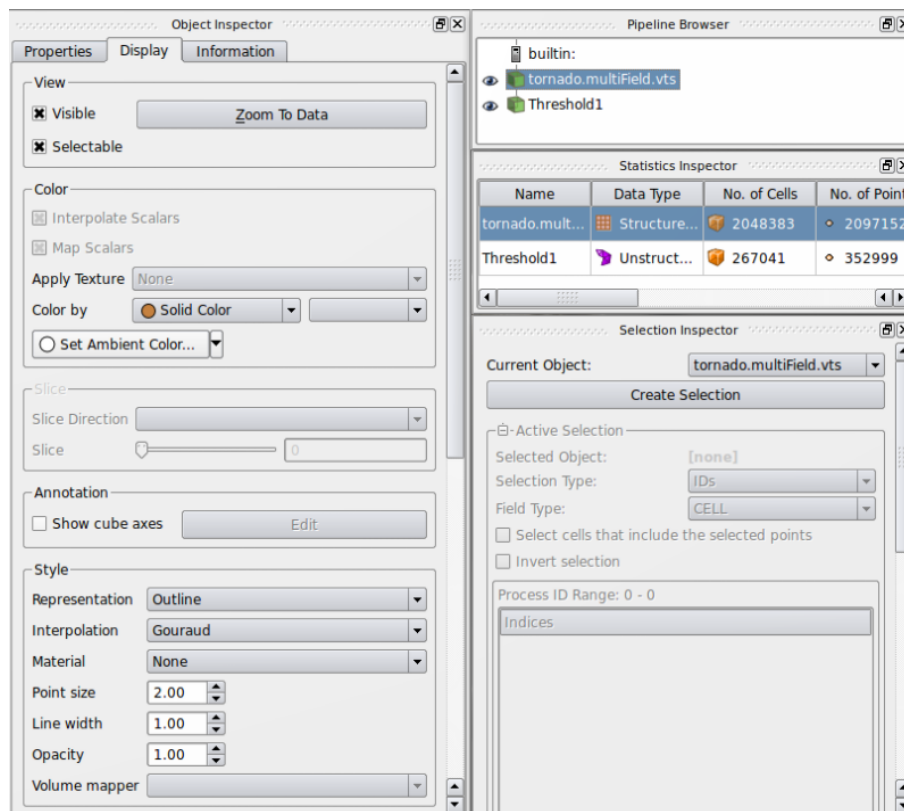 Object Inspector
Properties
Display
Information
View
Visible
Zoom To Data
Selectable
Color
Interpolate Scalars
Map Scalars
Apply Texture None
Color by Solid Color
Set Ambient Color...
Slice
Slice Direction
Slice 0
Annotation
Show cube axes Edit
Style
Representation Outline
Interpolation Gouraud
Material None
Point size 2.00
Line width 1.00
Opacity 1.00
Volume mapper
Pipeline Browser
builtin:
tornado.multiField.vts
Threshold1
Statistics Inspector
Name Data Type No. of Cells No. of Point
tornado.mult... Structure... 2048383 2097152
Threshold1 Unstruct... 267041 352999
Selection Inspector
Current Object: tornado.multiField.vts
Create Selection
Active Selection
Selected Object: [none]
Selection Type: IDs
Field Type: CELL
Select cells that include the selected points
Invert selection
Process ID Range: 0 - 0
Indices